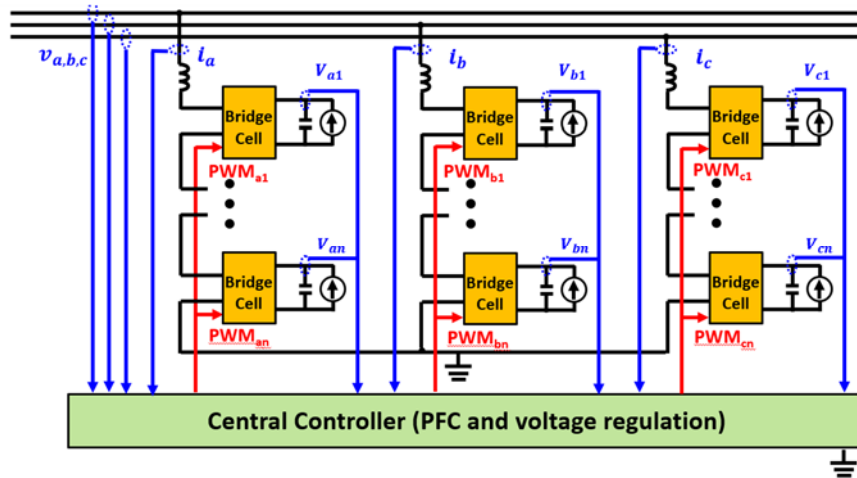 v_{a,b,c}
i_a
i_b
i_c
V_{a1}
V_{b1}
V_{c1}
Bridge
Cell
Bridge
Cell
Bridge
Cell
PWM_{a1}
PWM_{b1}
PWM_{c1}
V_{an}
V_{bn}
V_{cn}
Bridge
Cell
Bridge
Cell
Bridge
Cell
PWM_{an}
PWM_{bn}
PWM_{cn}
Central Controller (PFC and voltage regulation)